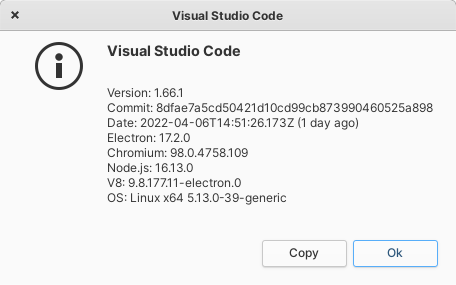 Visual Studio Code
Visual Studio Code
Version: 1.66.1
Commit: 8dfae7a5cd50421d10cd99cb873990460525a898
Date: 2022-04-06T14:51:26.173Z (1 day ago)
Electron: 17.2.0
Chromium: 98.0.4758.109
Node.js: 16.13.0
V8: 9.8.177.11-electron.0
OS: Linux x64 5.13.0-39-generic
Copy
Ok